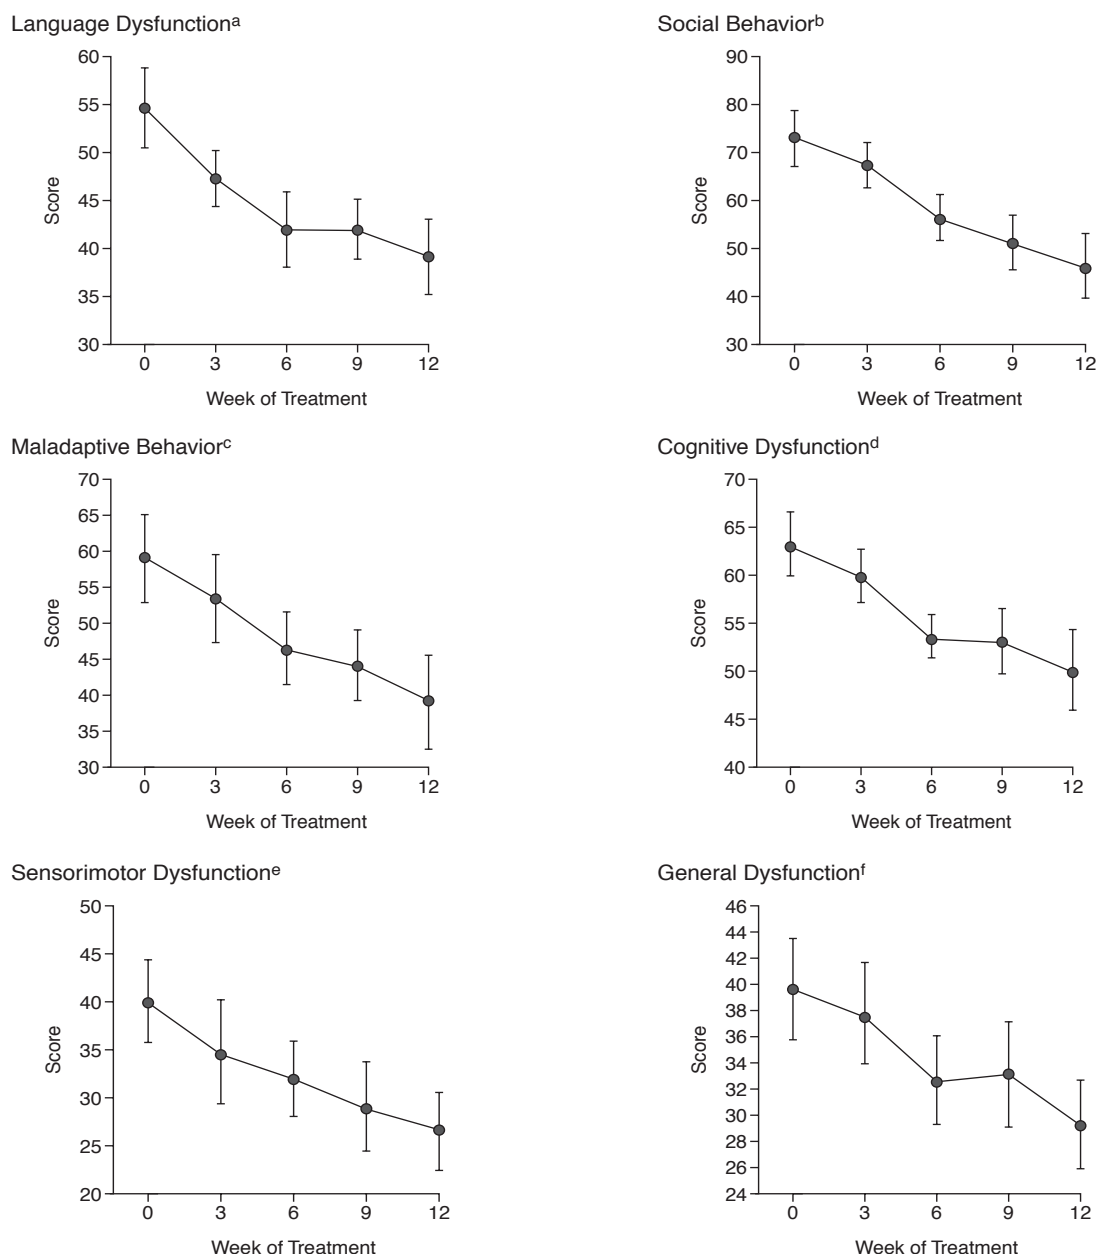 Language Dysfunctionᵃ
60
55
50
45
40
35
30
Score
0 3 6 9 12
Week of Treatment
Social Behaviorᵇ
90
80
70
60
50
40
30
Score
0 3 6 9 12
Week of Treatment
Maladaptive Behaviorᶜ
70
65
60
55
50
45
40
35
30
Score
0 3 6 9 12
Week of Treatment
Cognitive Dysfunctionᵈ
70
65
60
55
50
45
40
Score
0 3 6 9 12
Week of Treatment
Sensorimotor Dysfunctionᵉ
50
45
40
35
30
25
20
Score
0 3 6 9 12
Week of Treatment
General Dysfunctionᶠ
46
44
42
40
38
36
34
32
30
28
26
24
Score
0 3 6 9 12
Week of Treatment